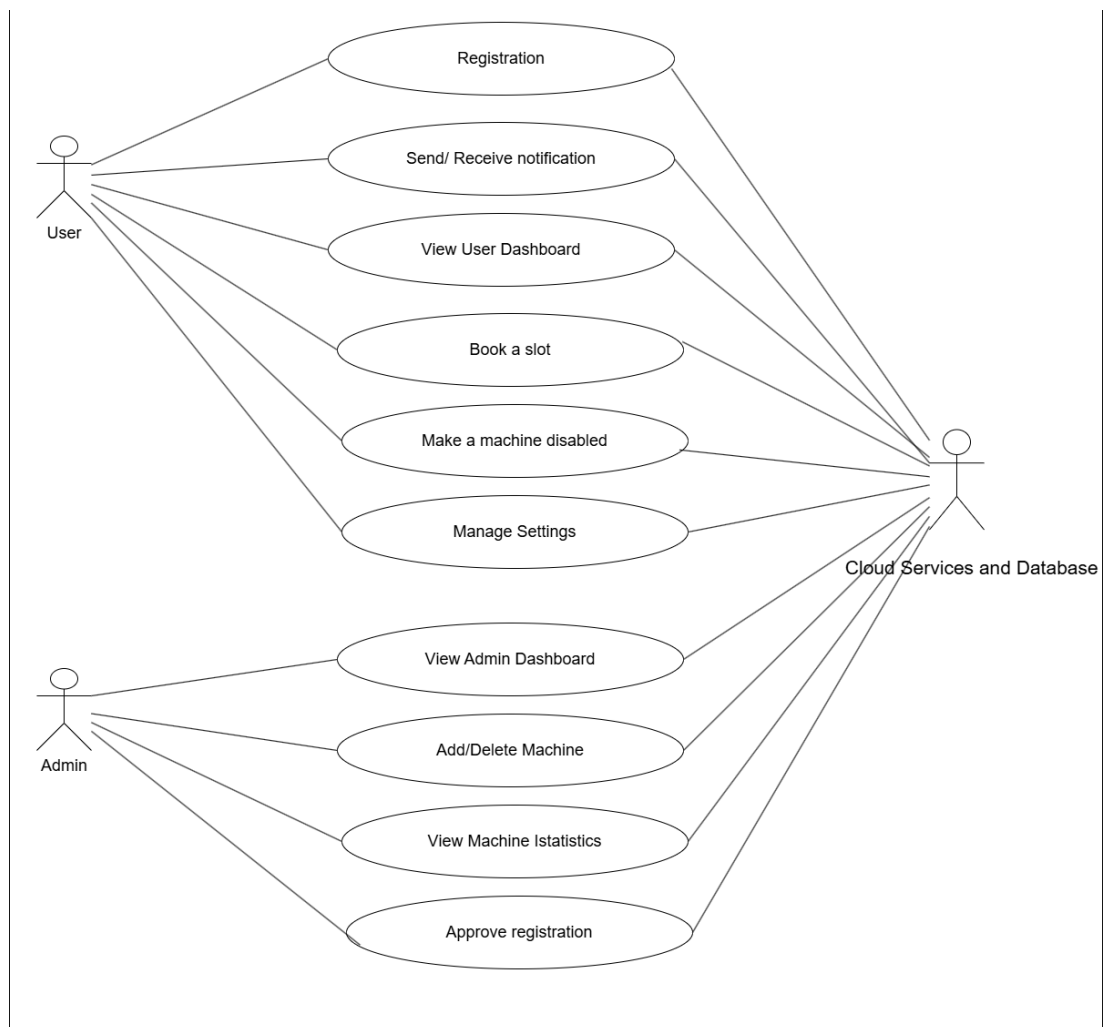 Registration
Send/ Receive notification
User
View User Dashboard
Book a slot
Make a machine disabled
Manage Settings
Cloud Services and Database
View Admin Dashboard
Admin
Add/Delete Machine
View Machine Istatistics
Approve registration